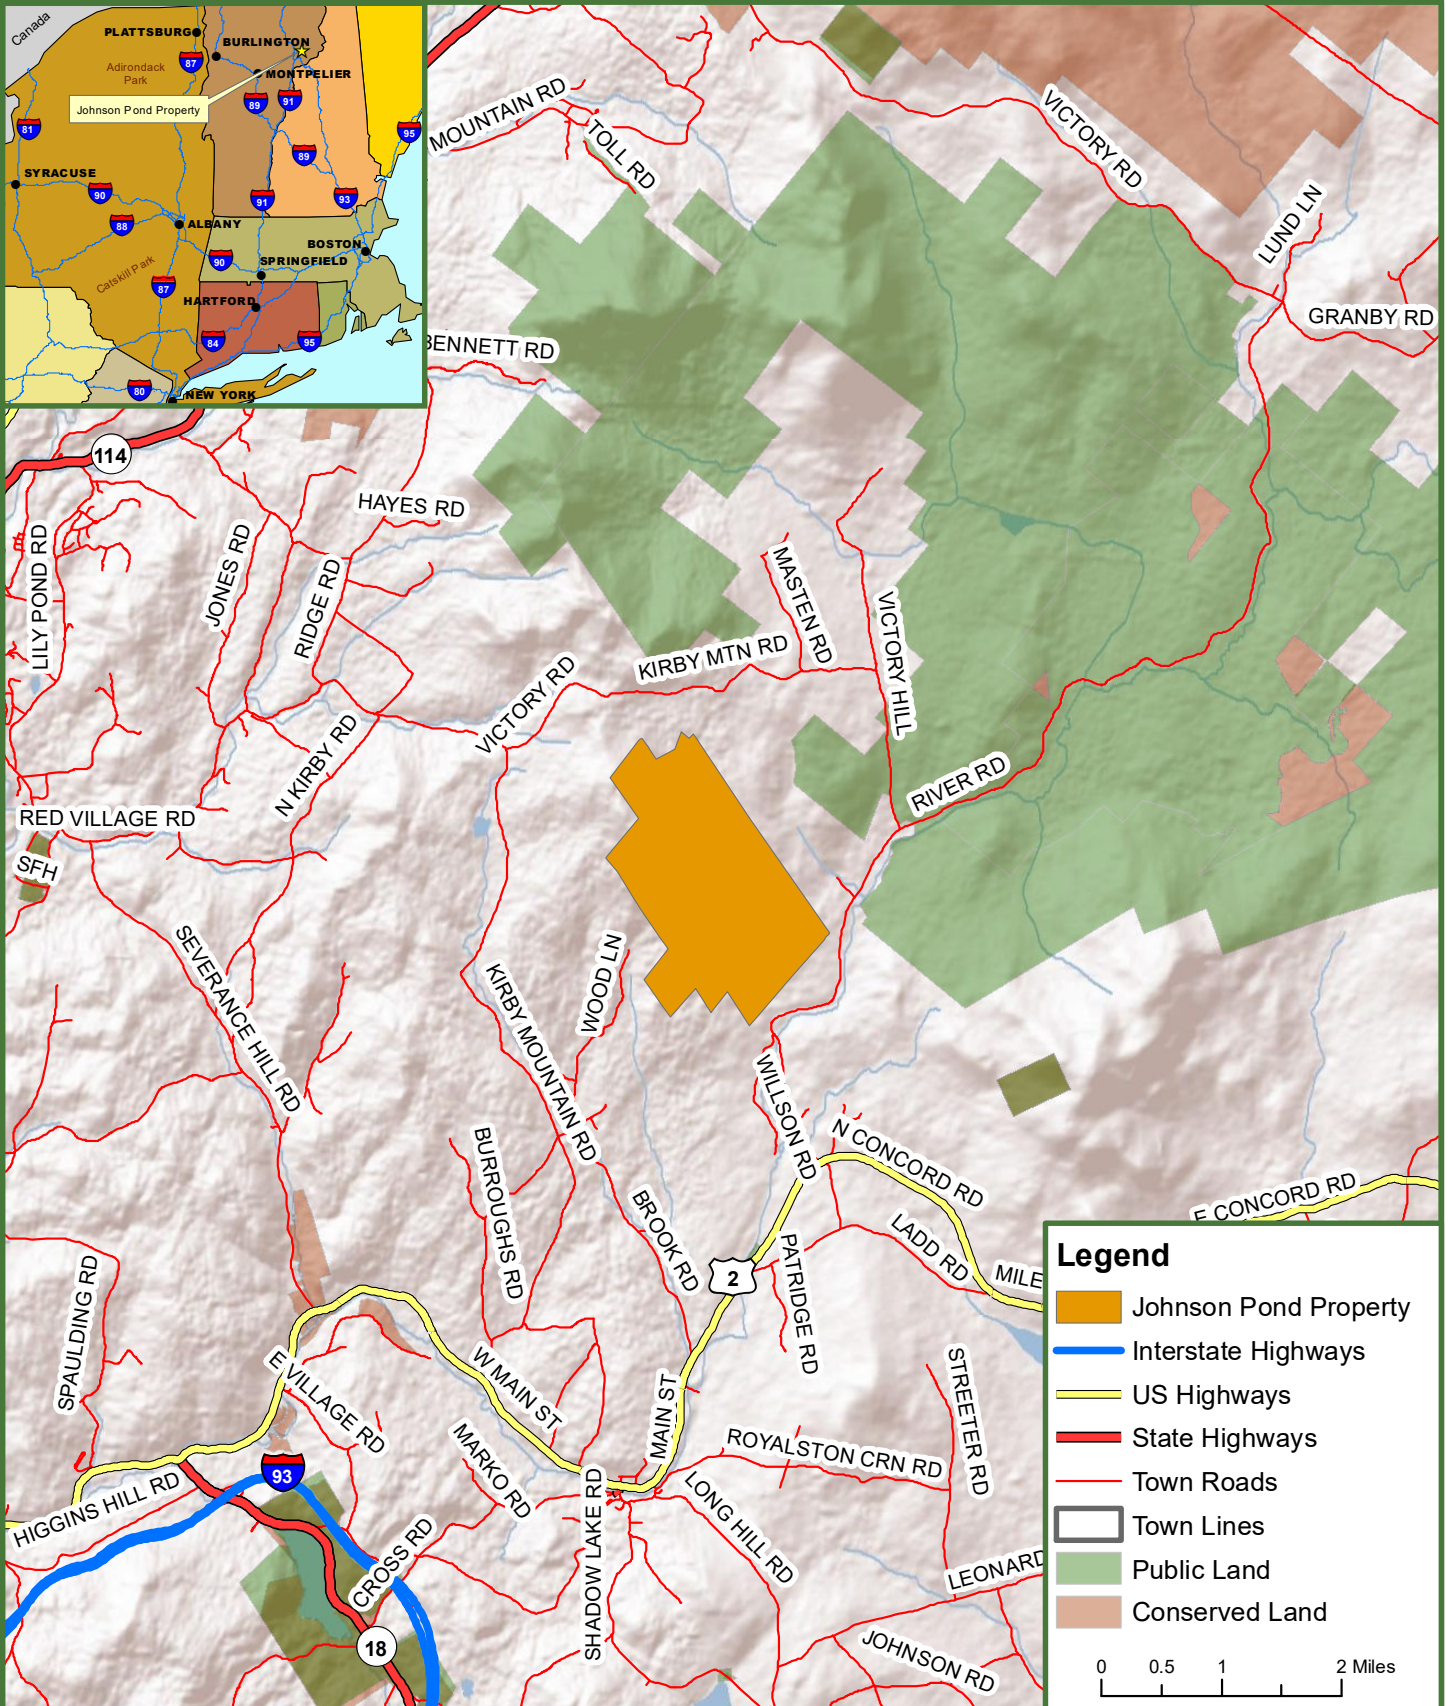 Canada
PLATTSBURG
87
BURLINGTON
Adirondack
Park
MONTPELIER
Johnson Pond Property
89
91
81
95
89
SYRACUSE
90
91
93
88
ALBANY
BOSTON
90
SPRINGFIELD
Catskill Park
87
HARTFORD
84
95
80
NEW YORK
MOUNTAIN RD
TOLL RD
VICTORY RD
LUND LN
GRANBY RD
BENNETT RD
114
HAYES RD
LILY POND RD
JONES RD
RIDGE RD
MASTEN RD
VICTORY HILL
KIRBY MTN RD
VICTORY RD
N KIRBY RD
RIVER RD
RED VILLAGE RD
SFH
SEVERANCE HILL RD
WOOD LN
KIRBY MOUNTAIN RD
WILLSON RD
BURROUGHS RD
N CONCORD RD
E CONCORD RD
BROOK RD
LADD RD
PATRIDGE RD
2
MILE
SPAULDING RD
E VILLAGE RD
W MAIN ST
MAIN ST
STREETER RD
MARKO RD
ROYALSTON CRN RD
93
HIGGINS HILL RD
LONG HILL RD
CROSS RD
SHADOW LAKE RD
LEONARD
18
JOHNSON RD
Legend
Johnson Pond Property
Interstate Highways
US Highways
State Highways
Town Roads
Town Lines
Public Land
Conserved Land
0 0.5 1 2 Miles